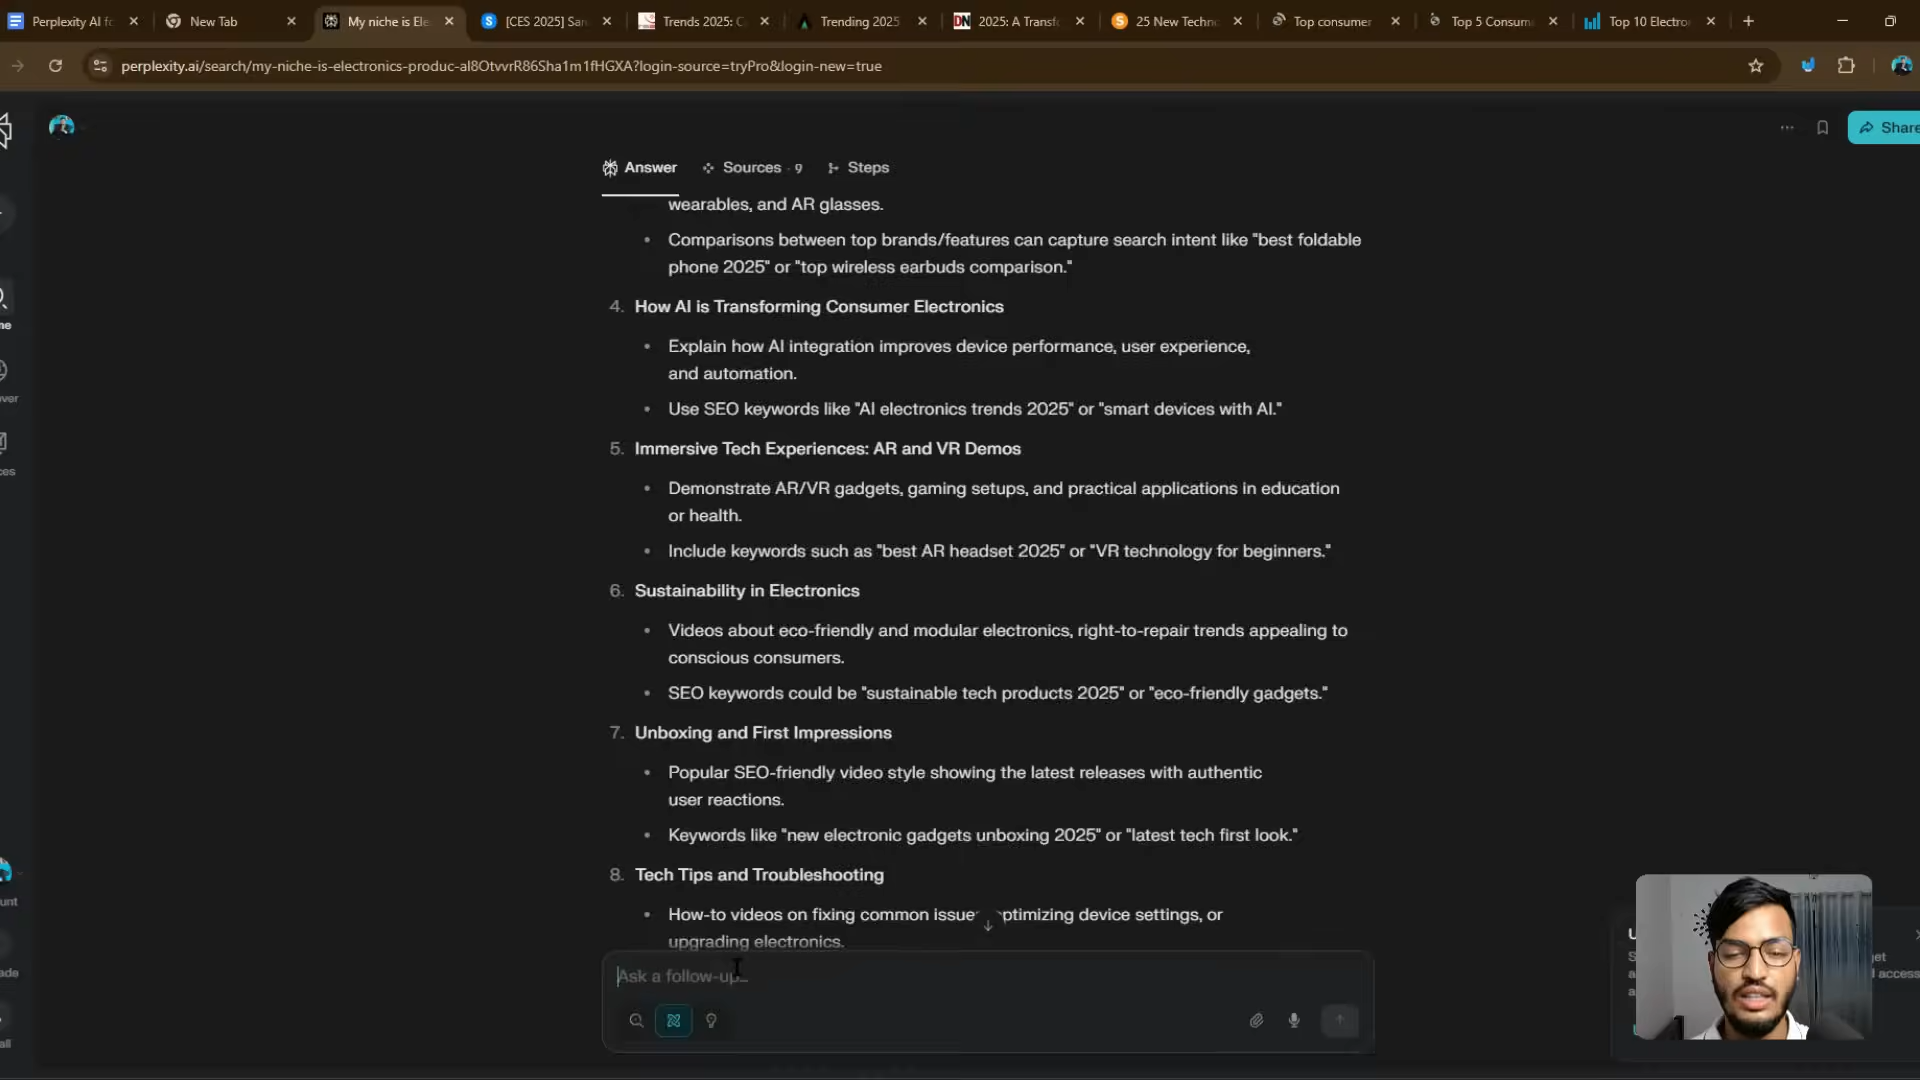 Perplexity AI fo
New Tab
My niche is Ele
[CES 2025] Sam
Trends 2025: C
Trending 2025
2025: A Transfo
25 New Techno
Top consumer
Top 5 Consum
Top 10 Electro
perplexity.ai/search/my-niche-is-electronics-produc-al8OtvvrR86Sha1m1fHGXA?login-source=tryPro&login-new=true
Share
Answer
Sources · 9
Steps
wearables, and AR glasses.
• Comparisons between top brands/features can capture search intent like "best foldable
phone 2025" or "top wireless earbuds comparison."
4. How AI is Transforming Consumer Electronics
• Explain how AI integration improves device performance, user experience,
and automation.
• Use SEO keywords like "AI electronics trends 2025" or "smart devices with AI."
5. Immersive Tech Experiences: AR and VR Demos
• Demonstrate AR/VR gadgets, gaming setups, and practical applications in education
or health.
• Include keywords such as "best AR headset 2025" or "VR technology for beginners."
6. Sustainability in Electronics
• Videos about eco-friendly and modular electronics, right-to-repair trends appealing to
conscious consumers.
• SEO keywords could be "sustainable tech products 2025" or "eco-friendly gadgets."
7. Unboxing and First Impressions
• Popular SEO-friendly video style showing the latest releases with authentic
user reactions.
• Keywords like "new electronic gadgets unboxing 2025" or "latest tech first look."
8. Tech Tips and Troubleshooting
• How-to videos on fixing common issue ptimizing device settings, or
upgrading electronics.
Ask a follow-up...
me
over
ces
unt
ade
all
get
access